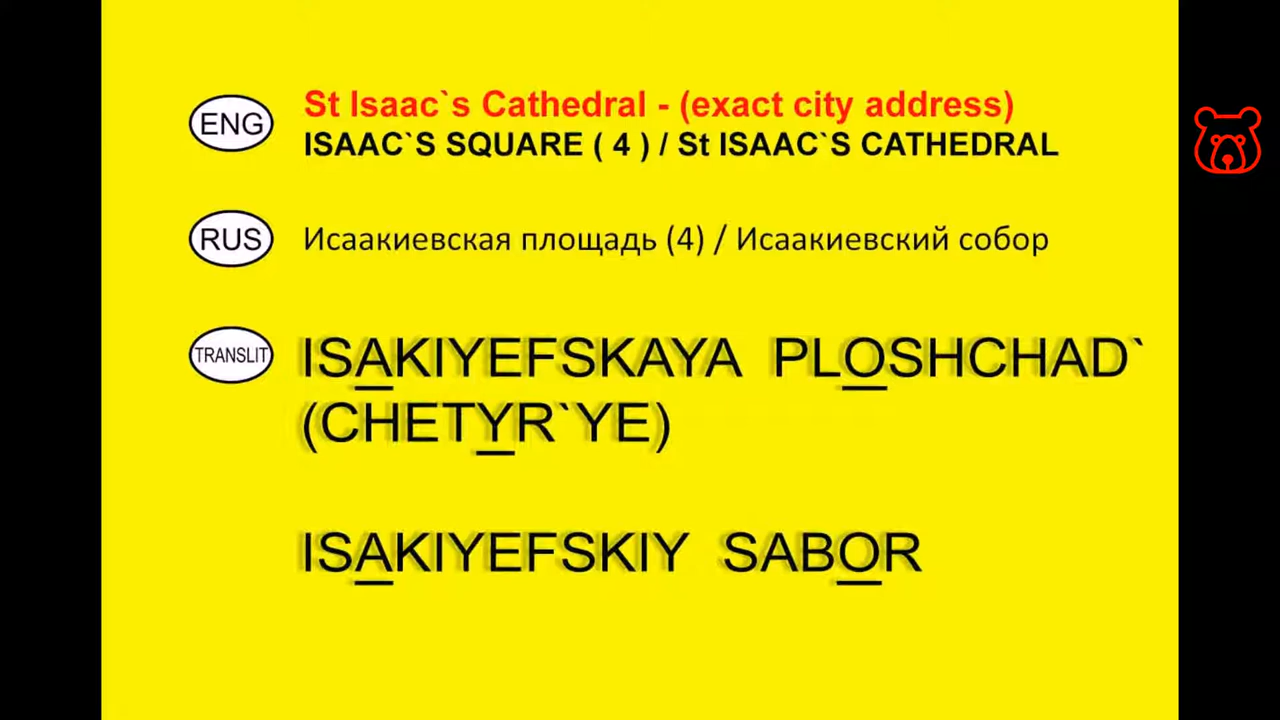 ENG
St Isaac`s Cathedral - (exact city address)
ISAAC`S SQUARE ( 4 ) / St ISAAC`S CATHEDRAL
RUS
Исаакиевская площадь (4) / Исаакиевский собор
TRANSLIT
ISAKIYEFSKAYA PLOSHCHAD`
(CHETYR`YE)
ISAKIYEFSKIY SABOR